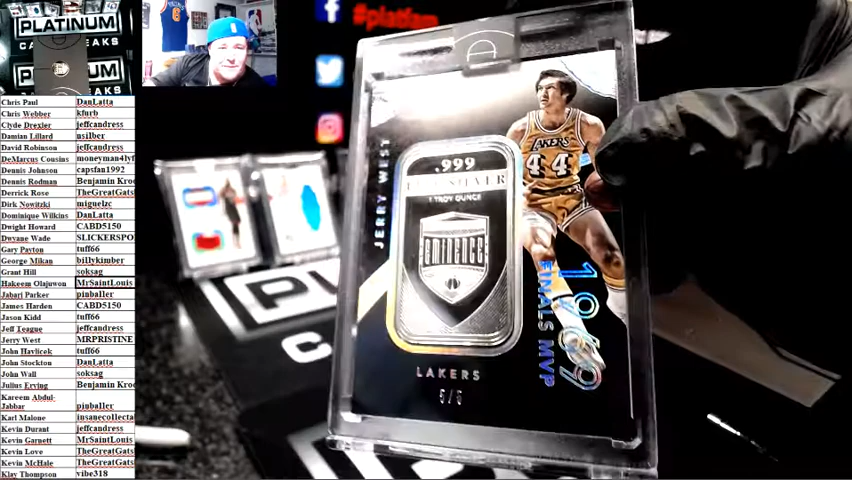 PLATINUM
#platfam
Chris Paul DanLatta
Chris Webber kfurb
Clyde Drexler jeffcandress
Damian Lillard nsilber
David Robinson jeffcandress
DeMarcus Cousins moneyman4lyf
Dennis Johnson capsfan1992
Dennis Rodman Benjamin Kroo
Derrick Rose TheGreatGats
Dirk Nowitzki miguelzc
Dominique Wilkins DanLatta
Dwight Howard CABD5150
Dwyane Wade SLICKERSPO
Gary Payton tuff66
George Mikan billykimber
Grant Hill soksag
Hakeem Olajuwon MrSaintLouis
Jabari Parker pinballer
James Harden CABD5150
Jason Kidd tuff66
Jeff Teague jeffcandress
Jerry West MRPRISTINE
John Havlicek tuff66
John Stockton DanLatta
John Wall soksag
Julius Erving Benjamin Kroo
Kareem Abdul-
Jabbar pinballer
Karl Malone insanecollecta
Kevin Durant jeffcandress
Kevin Garnett MrSaintLouis
Kevin Love TheGreatGats
Kevin McHale TheGreatGats
Klay Thompson vibe318
JERRY WEST
.999
FINE SILVER
1 TROY OUNCE
EMINENCE
LAKERS
44
1969
FINALS MVP
LAKERS
5/5